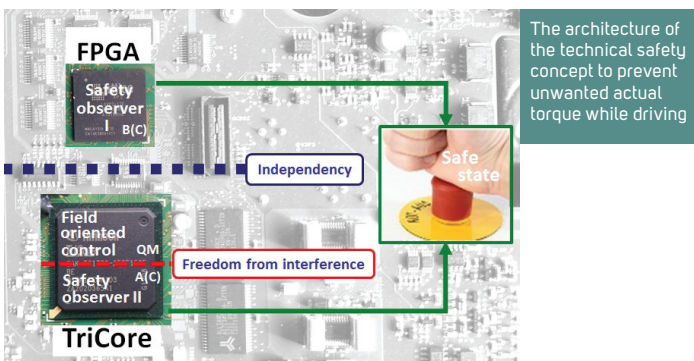 FPGA
Safety
observer
I
B(C)
Independency
Safe
state
Field
oriented
control QM
Freedom from interference
A(C)
Safety
observer II
TriCore
The architecture of
the technical safety
concept to prevent
unwanted actual
torque while driving